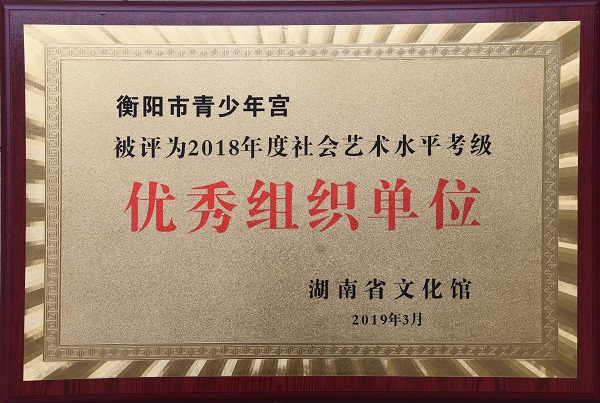 衡阳市青少年宫
被评为2018年度社会艺术水平考级
优秀组织单位
湖南省文化馆
2019年3月